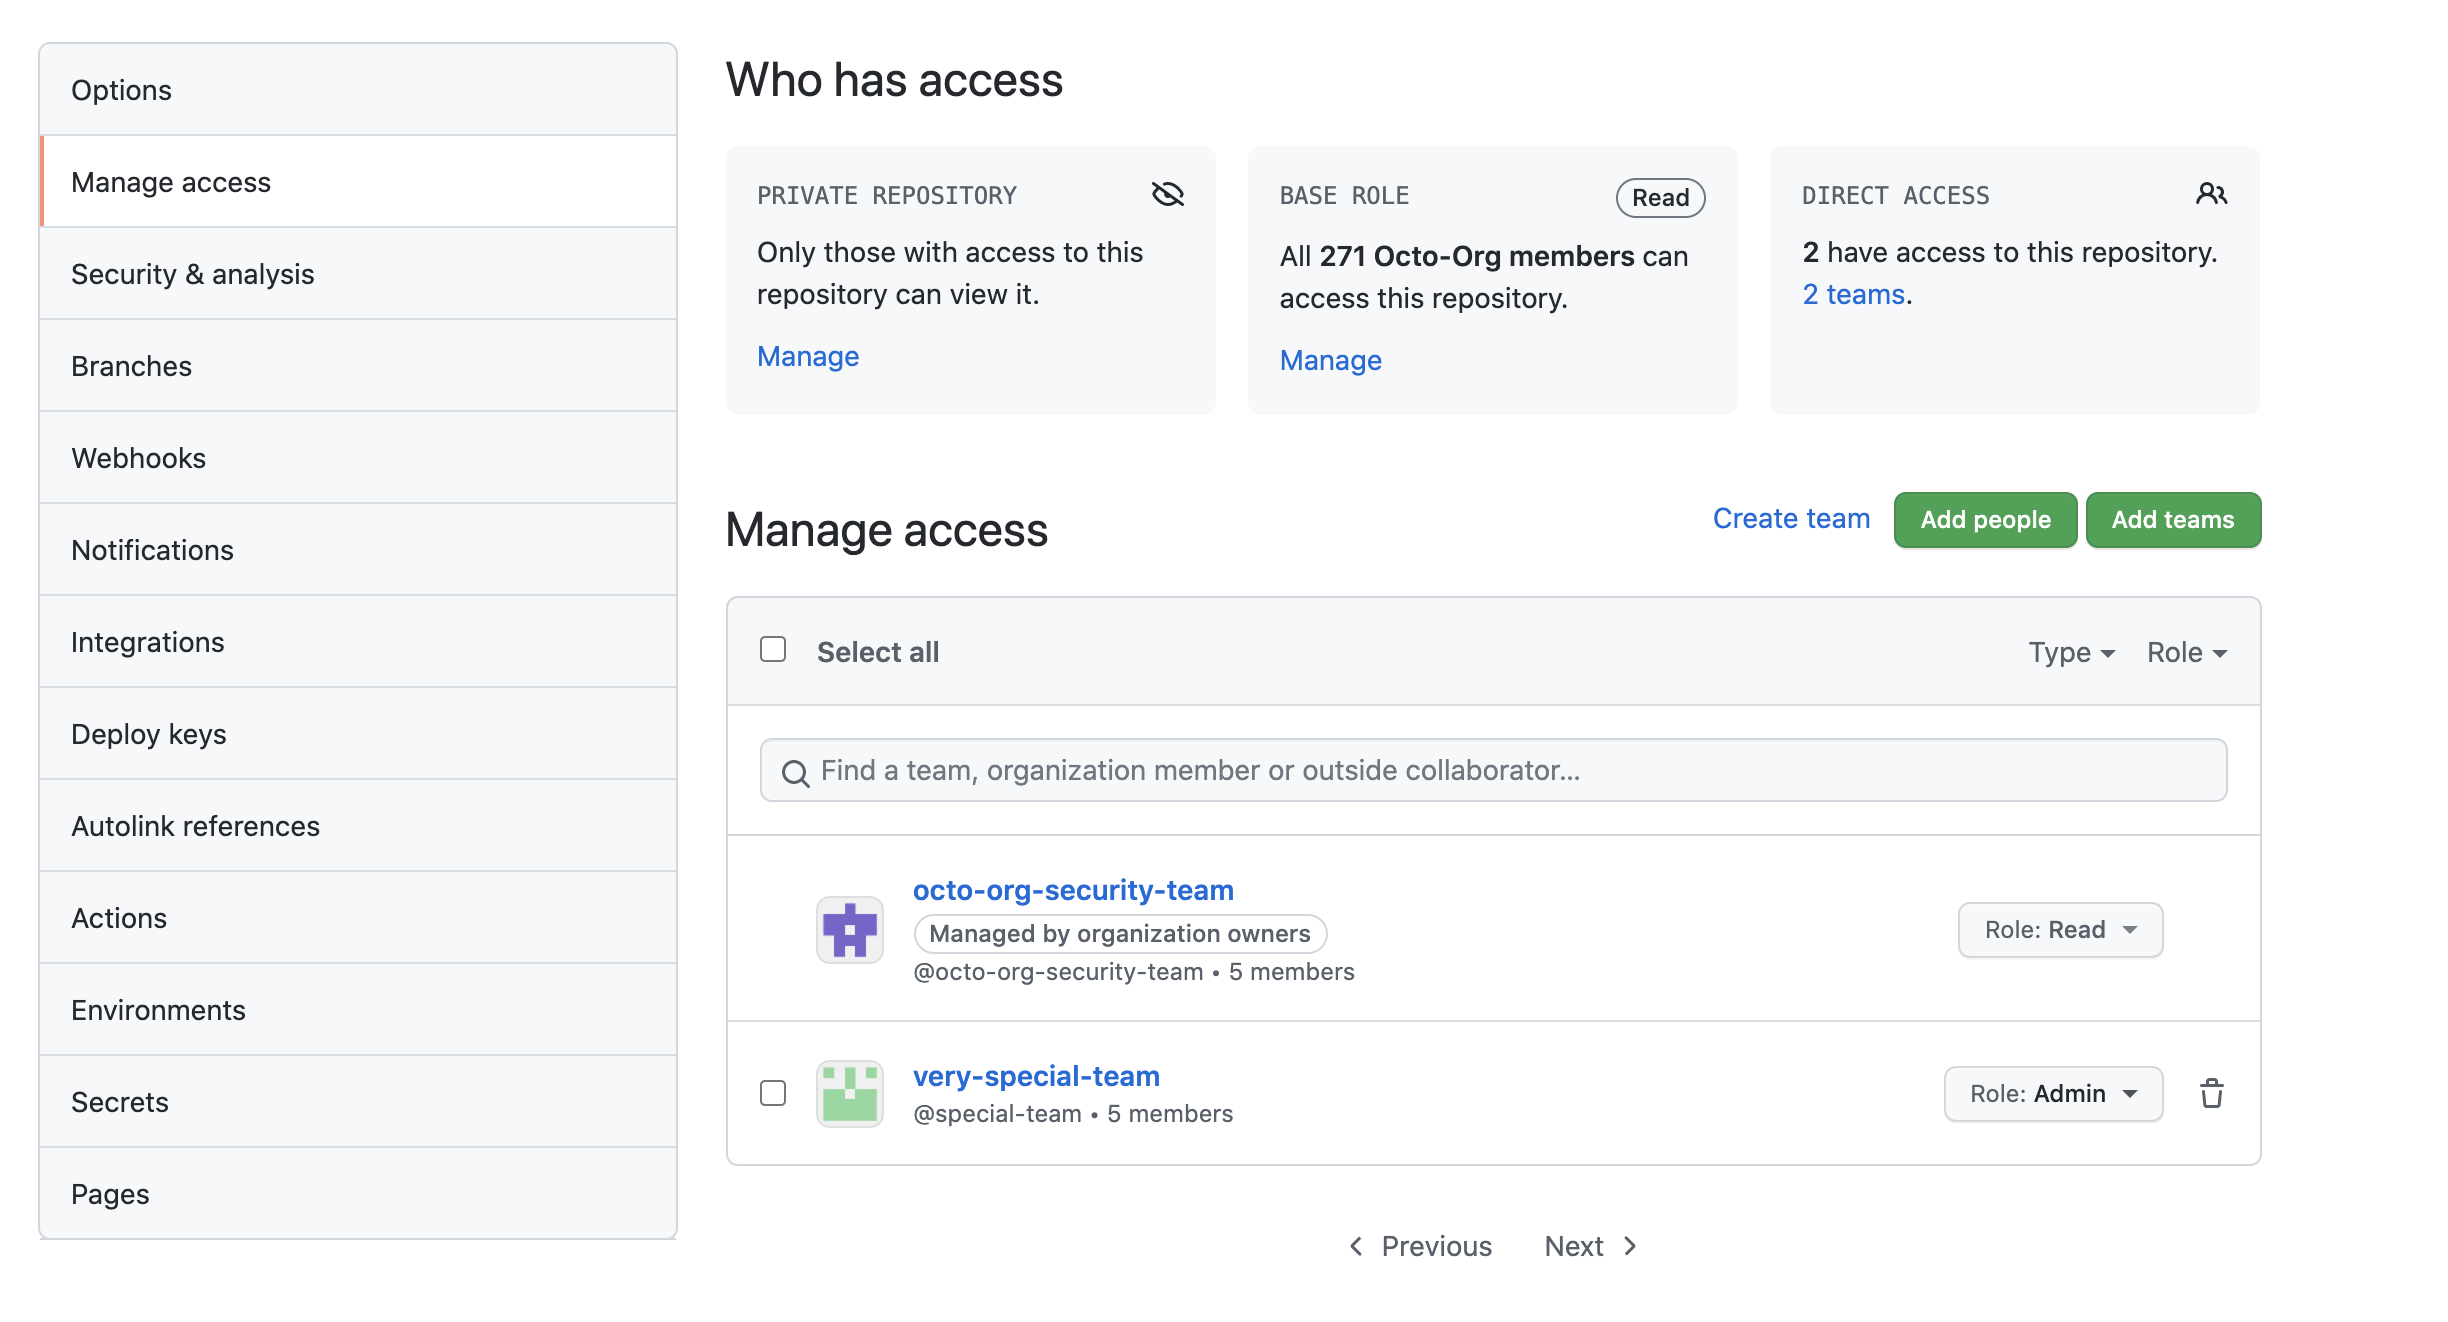 Options
Manage access
Security & analysis
Branches
Webhooks
Notifications
Integrations
Deploy keys
Autolink references
Actions
Environments
Secrets
Pages
Who has access
PRIVATE REPOSITORY
Only those with access to this
repository can view it.
Manage
BASE ROLE Read
All 271 Octo-Org members can
access this repository.
Manage
DIRECT ACCESS
2 have access to this repository.
2 teams.
Manage access Create team Add people Add teams
Select all Type Role
Find a team, organization member or outside collaborator...
octo-org-security-team
Managed by organization owners
@octo-org-security-team • 5 members
Role: Read
very-special-team
@special-team • 5 members
Role: Admin
Previous Next